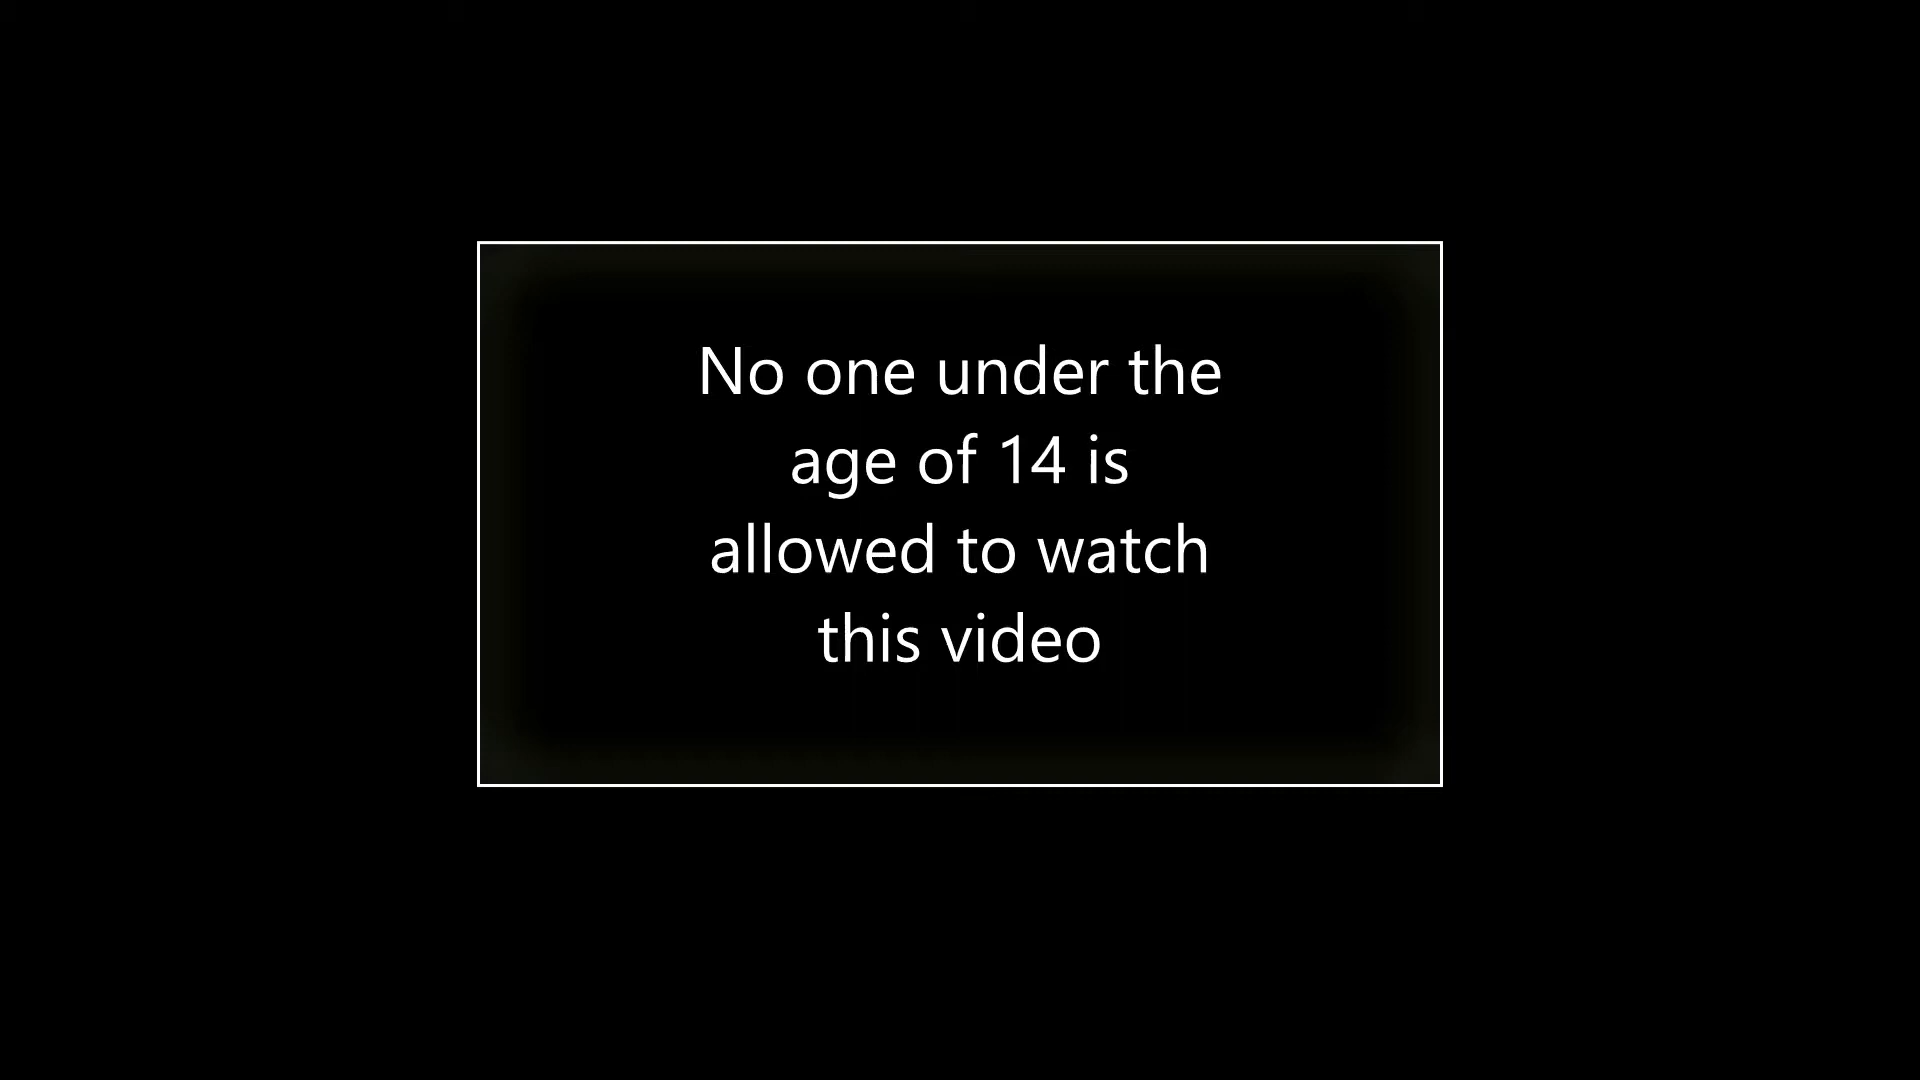 No one under the
age of 14 is
allowed to watch
this video